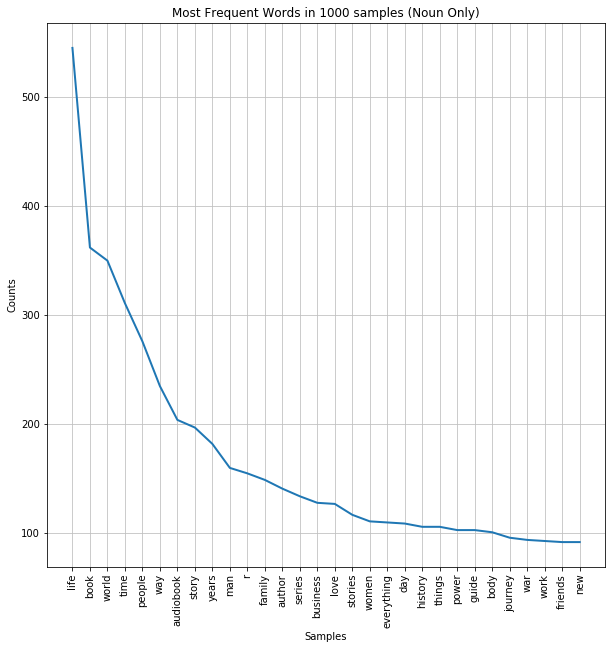 Most Frequent Words in 1000 samples (Noun Only)
500
400
300
200
100
Counts
life
book
world
time
people
way
audiobook
story
years
man
r
family
author
series
business
love
stories
women
everything
day
history
things
power
guide
body
journey
war
work
friends
new
Samples